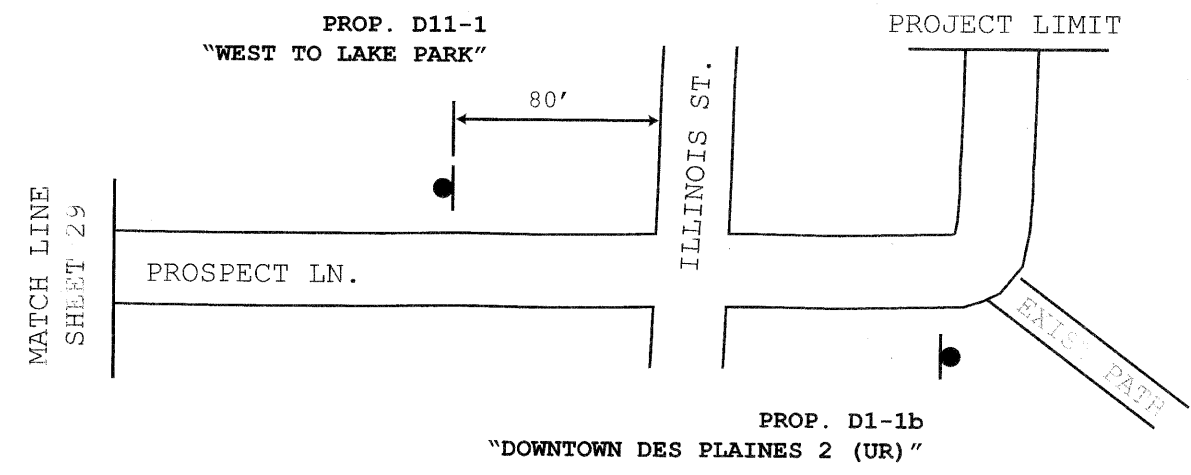 PROP. D11-1
"WEST TO LAKE PARK"
PROJECT LIMIT
80'
ILLINOIS ST.
MATCH LINE
SHEET 29
PROSPECT LN.
EXIST PATH
PROP. D1-1b
"DOWNTOWN DES PLAINES 2 (UR)"